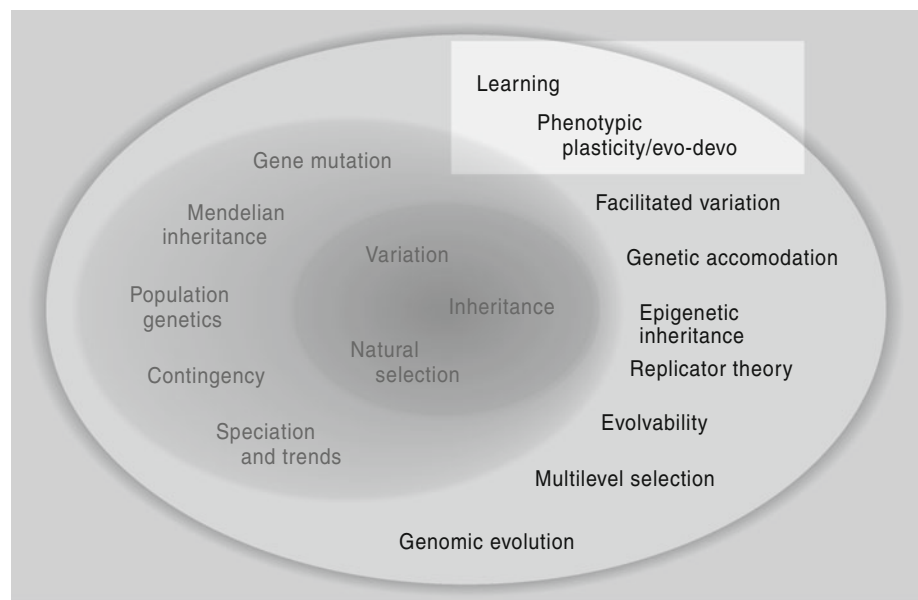 Learning
Phenotypic
plasticity/evo-devo
Gene mutation
Facilitated variation
Mendelian
inheritance
Variation
Genetic accomodation
Population
genetics
Inheritance
Epigenetic
inheritance
Natural
selection
Replicator theory
Contingency
Evolvability
Speciation
and trends
Multilevel selection
Genomic evolution